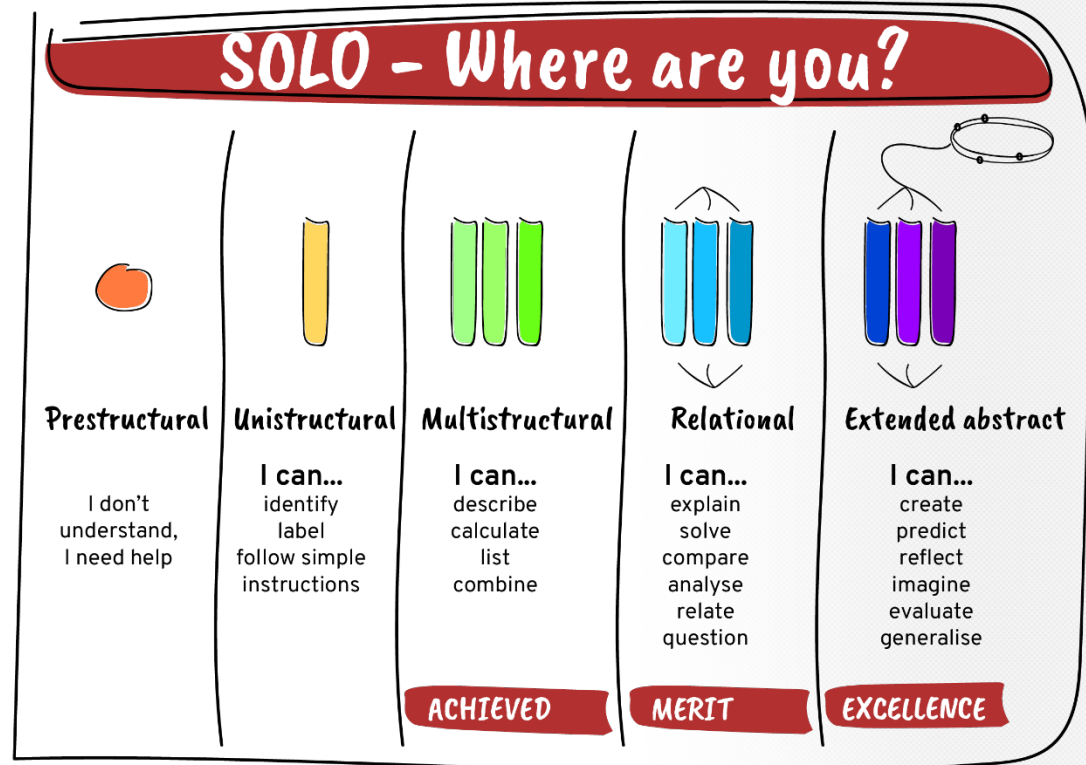 SOLO - Where are you?
Prestructural
I don't
understand,
I need help
Unistructural
I can...
identify
label
follow simple
instructions
Multistructural
I can...
describe
calculate
list
combine
ACHIEVED
Relational
I can...
explain
solve
compare
analyse
relate
question
MERIT
Extended abstract
I can...
create
predict
reflect
imagine
evaluate
generalise
EXCELLENCE